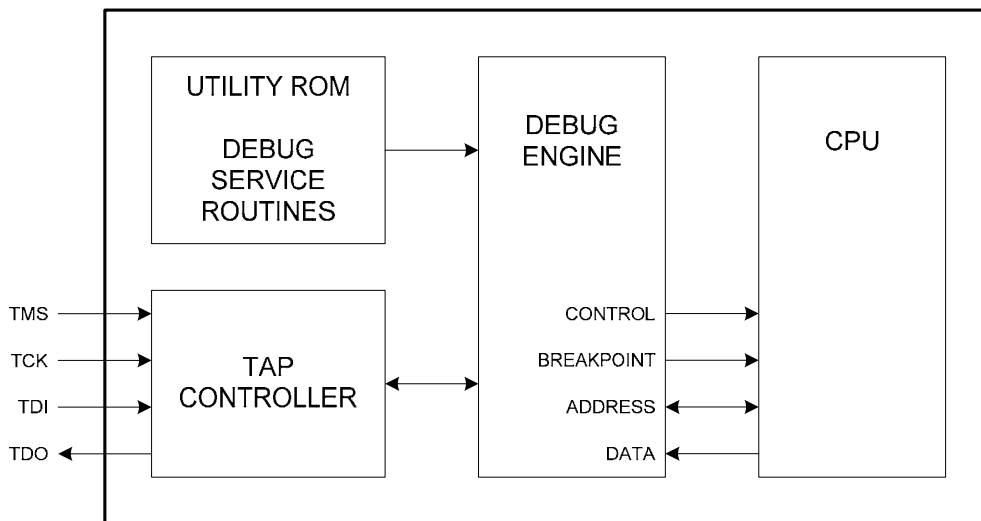 UTILITY ROM
DEBUG
SERVICE
ROUTINES
DEBUG
ENGINE
CPU
TMS
TCK
TDI
TDO
TAP
CONTROLLER
CONTROL
BREAKPOINT
ADDRESS
DATA